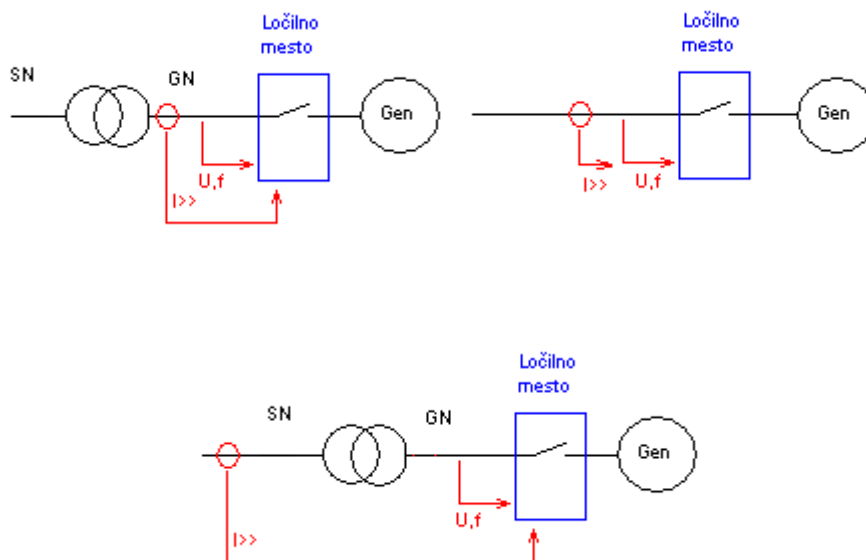 Ločilno
mesto
SN
GN
Gen
U,f
I>>
Ločilno
mesto
Gen
I>>
U,f
Ločilno
mesto
SN
GN
Gen
U,f
I>>